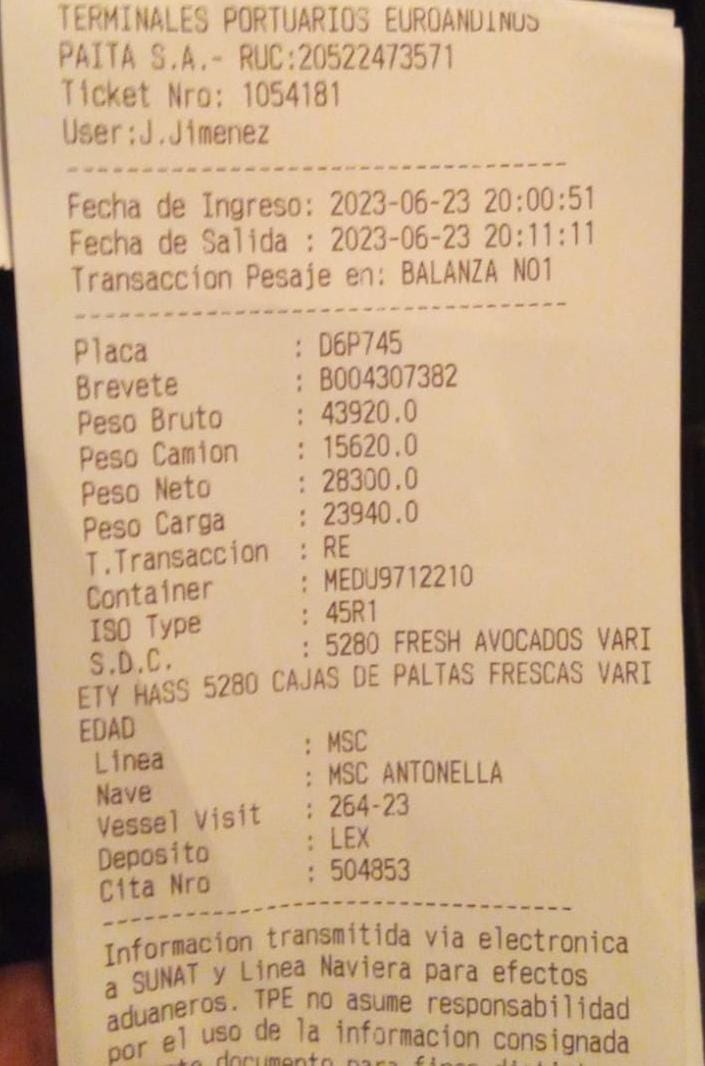 TERMINALES PORTUARIOS EUROANDINOS
PAITA S.A.- RUC:20522473571
Ticket Nro: 1054181
User:J.Jimenez
------------------------------------
Fecha de Ingreso: 2023-06-23 20:00:51
Fecha de Salida : 2023-06-23 20:11:11
Transaccion Pesaje en: BALANZA NO1
------------------------------------
Placa : D6P745
Brevete : B004307382
Peso Bruto : 43920.0
Peso Camion : 15620.0
Peso Neto : 28300.0
Peso Carga : 23940.0
T.Transaccion : RE
Container : MEDU9712210
ISO Type : 45R1
S.D.C. : 5280 FRESH AVOCADOS VARI
ETY HASS 5280 CAJAS DE PALTAS FRESCAS VARI
EDAD
Linea : MSC
Nave : MSC ANTONELLA
Vessel Visit : 264-23
Deposito : LEX
Cita Nro : 504853
------------------------------------
Informacion transmitida via electronica
a SUNAT y Linea Naviera para efectos
aduaneros. TPE no asume responsabilidad
por el uso de la informacion consignada
documento para fines